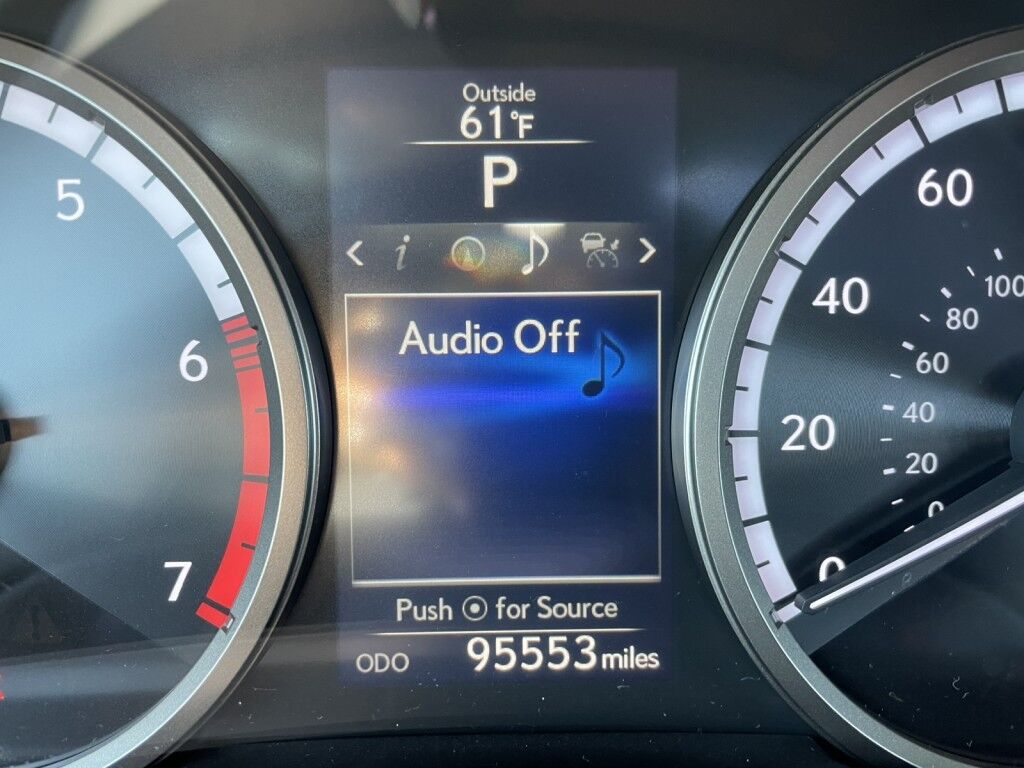 Outside
61°F
P
i
Audio Off
Push ⦿ for Source
ODO 95553 miles
5
6
7
60
40
20
0
100
80
60
40
20
0